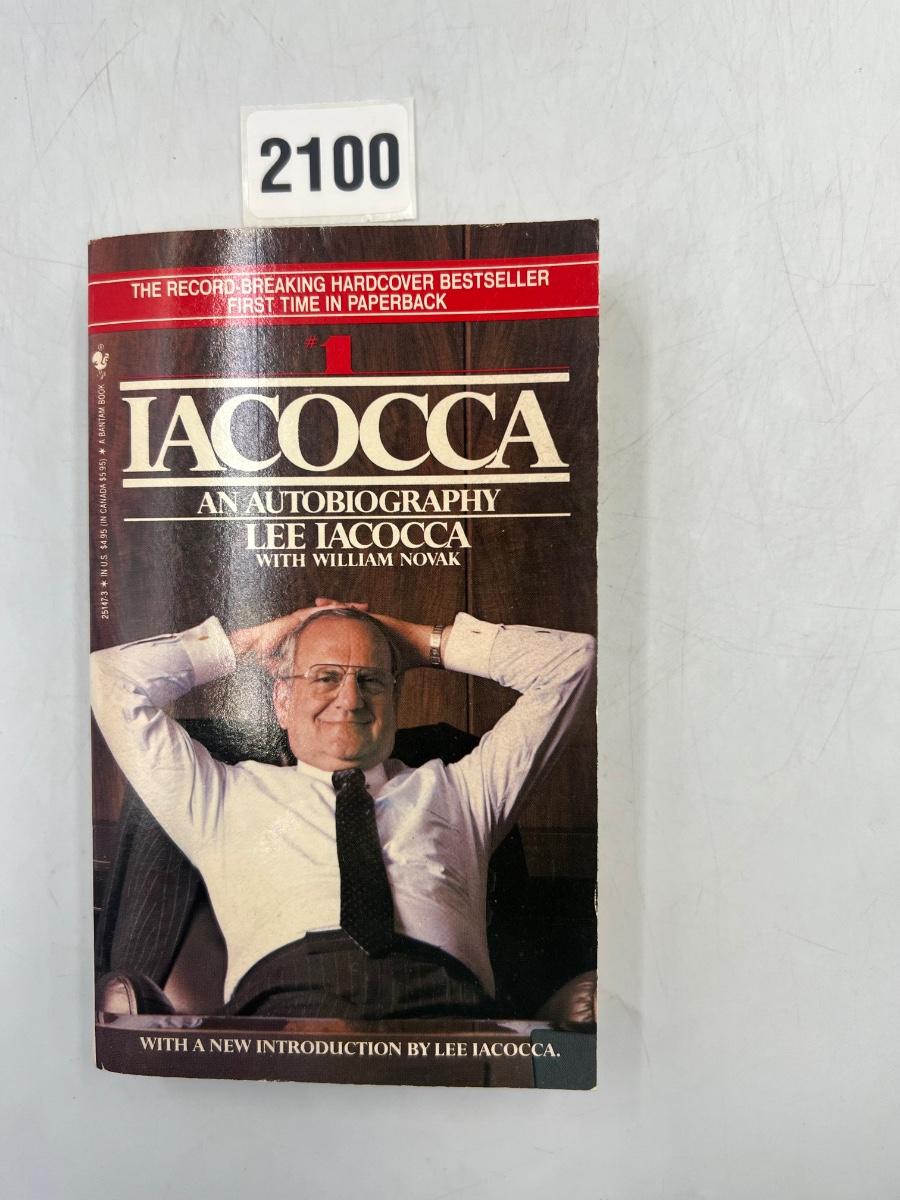 2100
THE RECORD-BREAKING HARDCOVER BESTSELLER
FIRST TIME IN PAPERBACK
#1
IACOCCA
AN AUTOBIOGRAPHY
LEE IACOCCA
WITH WILLIAM NOVAK
25147-3 ★ IN U.S. $4.95 (IN CANADA $5.95) ★ A BANTAM BOOK
WITH A NEW INTRODUCTION BY LEE IACOCCA.